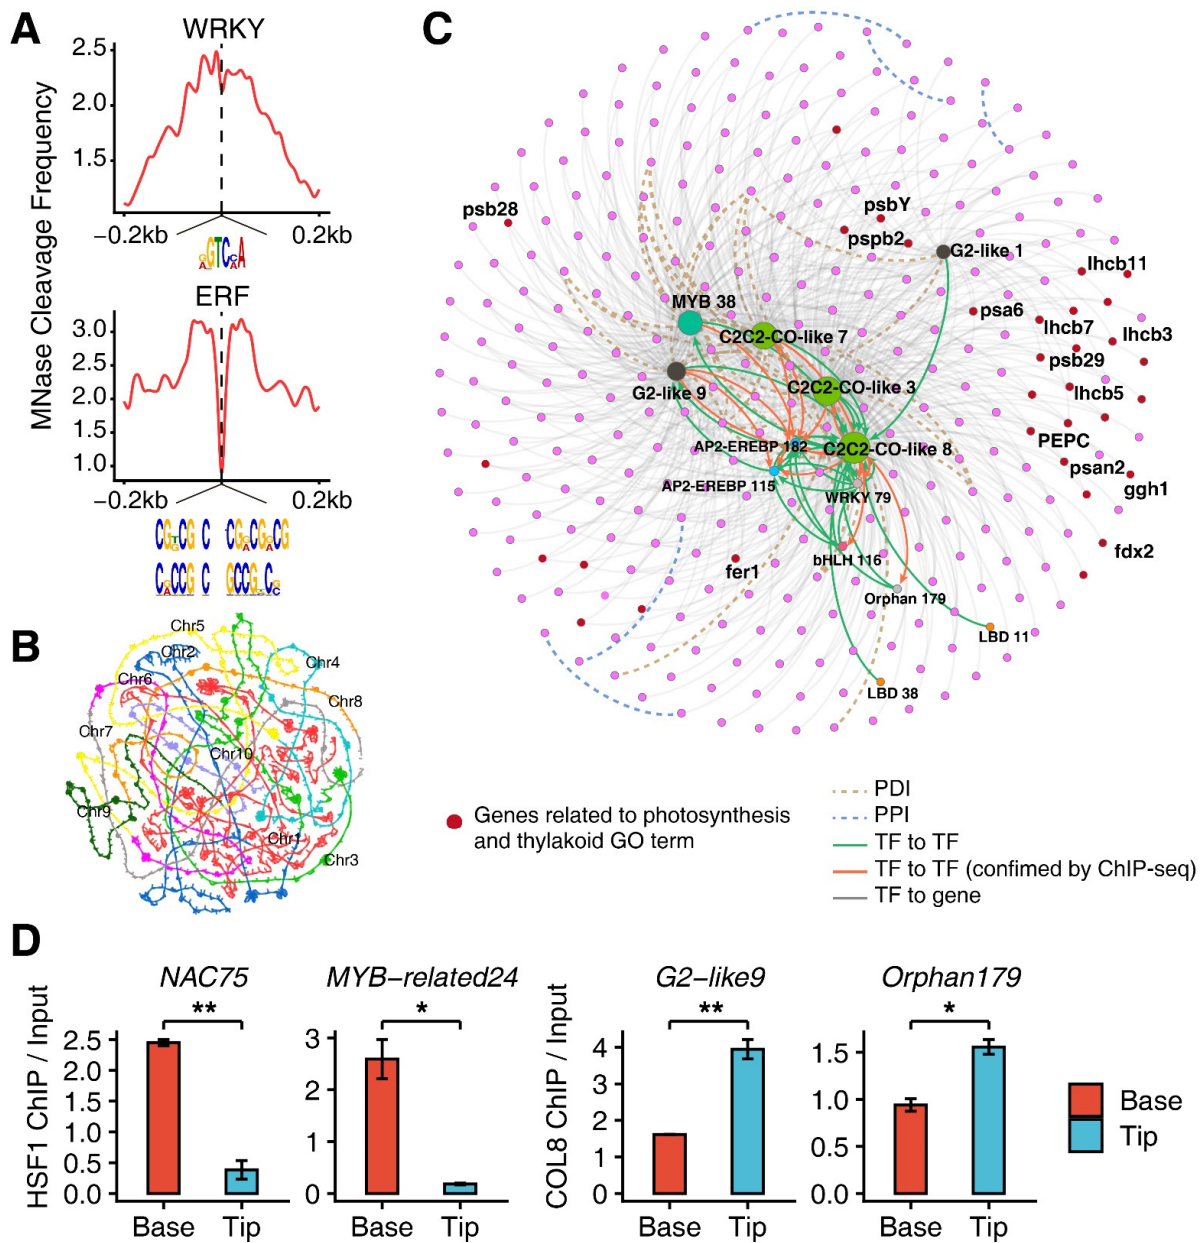 A
WRKY
2.5
2.0
1.5
−0.2kb
0.2kb
GTC A
ERF
3.0
2.5
2.0
1.5
1.0
−0.2kb
0.2kb
MNase Cleavage Frequency
B
Chr5
Chr2
Chr4
Chr6
Chr8
Chr7
Chr10
Chr9
Chr1
Chr3
C
psb28
psbY
pspb2
G2-like 1
lhcb11
MYB 38
psa6
lhcb7
lhcb3
C2C2-CO-like 7
psb29
G2-like 9
C2C2-CO-like 3
lhcb5
PEPC
AP2-EREBP 182
C2C2-CO-like 8
psan2
AP2-EREBP 115
WRKY 79
ggh1
fdx2
bHLH 116
fer1
Orphan 179
LBD 11
LBD 38
Genes related to photosynthesis
and thylakoid GO term
PDI
PPI
TF to TF
TF to TF (confimed by ChIP-seq)
TF to gene
D
NAC75
**
HSF1 ChIP / Input
2.5
2.0
1.5
1.0
0.5
0.0
Base Tip
MYB−related24
*
3
2
1
0
Base Tip
G2−like9
**
COL8 ChIP / Input
4
3
2
1
0
Base Tip
Orphan179
*
1.5
1.0
0.5
0.0
Base Tip
Base
Tip